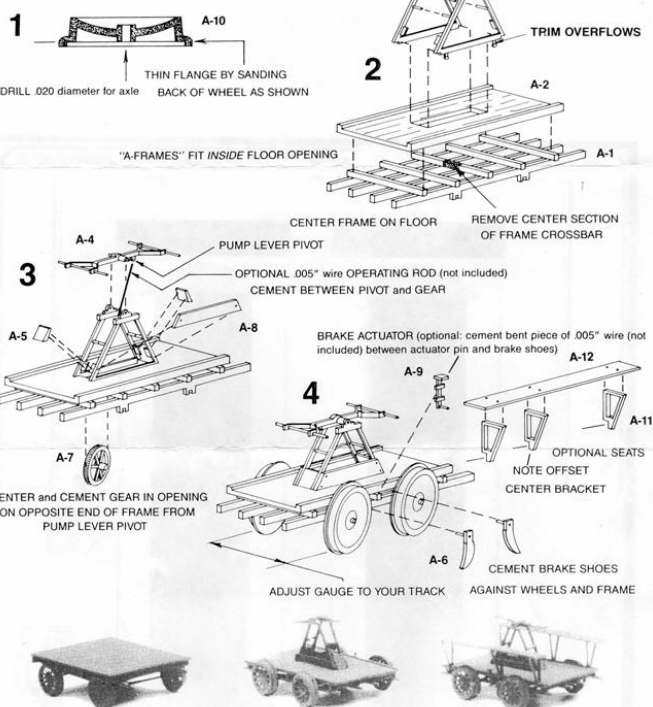 1
A-10
DRILL .020 diameter for axle
THIN FLANGE BY SANDING
BACK OF WHEEL AS SHOWN
2
TRIM OVERFLOWS
A-2
"A-FRAMES" FIT INSIDE FLOOR OPENING
A-1
CENTER FRAME ON FLOOR
REMOVE CENTER SECTION
OF FRAME CROSSBAR
3
A-4
PUMP LEVER PIVOT
OPTIONAL .005" wire OPERATING ROD (not included)
CEMENT BETWEEN PIVOT and GEAR
A-5
A-8
A-7
ENTER and CEMENT GEAR IN OPENING
ON OPPOSITE END OF FRAME FROM
PUMP LEVER PIVOT
4
BRAKE ACTUATOR (optional: cement bent piece of .005" wire (not
included) between actuator pin and brake shoes)
A-9
A-12
A-11
OPTIONAL SEATS
NOTE OFFSET
CENTER BRACKET
A-6
CEMENT BRAKE SHOES
AGAINST WHEELS AND FRAME
ADJUST GAUGE TO YOUR TRACK